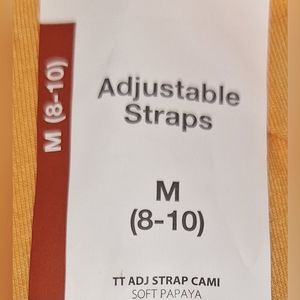 M (8-10)
Adjustable
Straps
M
(8-10)
TT ADJ STRAP CAMI
SOFT PAPAYA